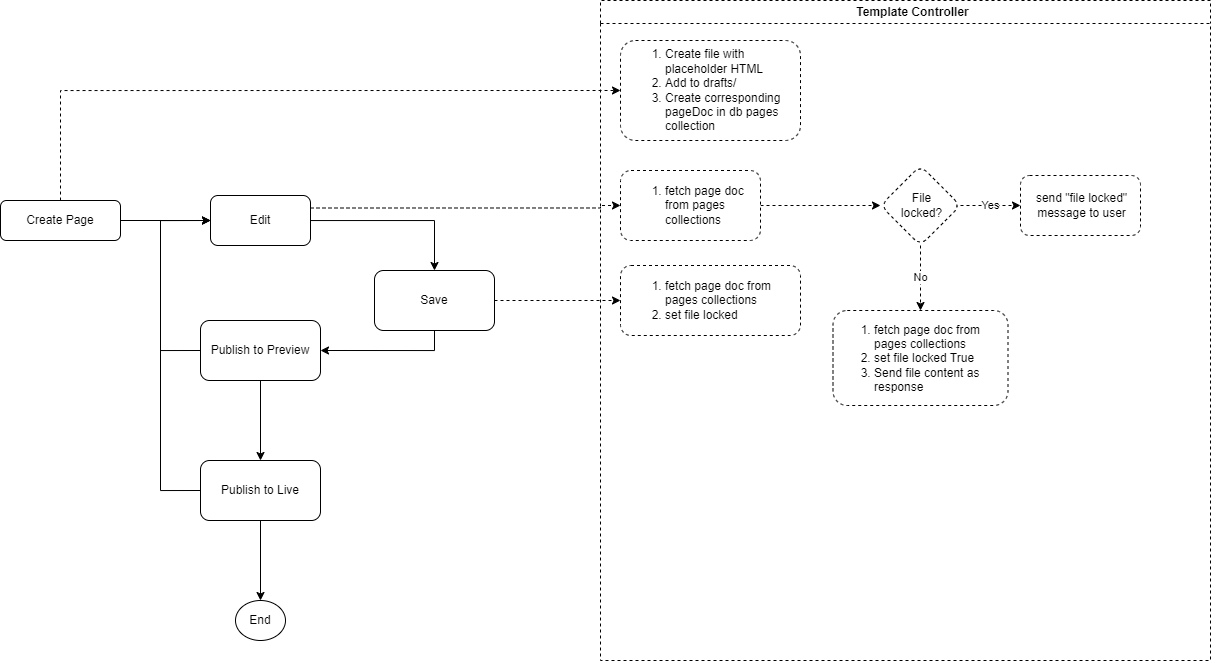 Template Controller
1. Create file with
placeholder HTML
2. Add to drafts/
3. Create corresponding
pageDoc in db pages
collection
Create Page
Edit
1. fetch page doc
from pages
collections
File
locked?
Yes
send "file locked"
message to user
No
Save
1. fetch page doc from
pages collections
2. set file locked
Publish to Preview
1. fetch page doc from
pages collections
2. set file locked True
3. Send file content as
response
Publish to Live
End